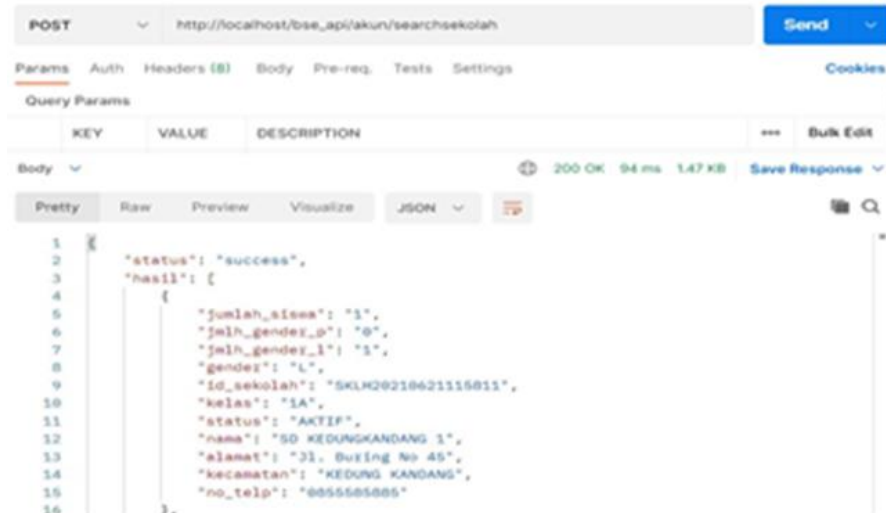 POST http://localhost/bse_api/akun/searchsekolah Send
Params Auth Headers (8) Body Pre-req. Tests Settings Cookies
Query Params
KEY VALUE DESCRIPTION ••• Bulk Edit
Body 200 OK 94 ms 1.47 KB Save Response
Pretty Raw Preview Visualize JSON
1 {
2 "status": "success",
3 "hasil": [
4 {
5 "jumlah_siswa": "1",
6 "jmlh_gender_p": "0",
7 "jmlh_gender_l": "1",
8 "gender": "L",
9 "id_sekolah": "SKLH20210621115811",
10 "kelas": "1A",
11 "status": "AKTIF",
12 "nama": "SD KEDUNGKANDANG 1",
13 "alamat": "Jl. Buring No 45",
14 "kecamatan": "KEDUNG KANDANG",
15 "no_telp": "0855585885"
16 },